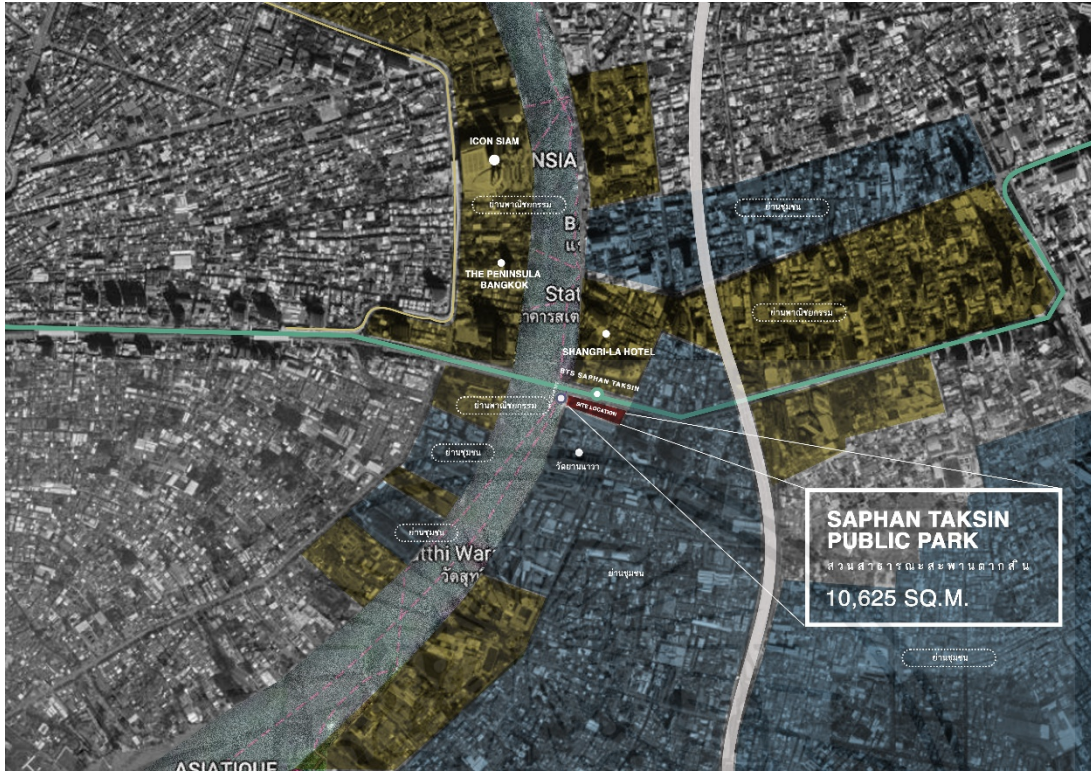 ICON SIAM
NSIA
ย่านพาณิชยกรรม
ย่านชุมชน
B
แ
THE PENINSULA
BANGKOK
Stat
าคารสเต
ย่านพาณิชยกรรม
SHANGRI-LA HOTEL
BTS SAPHAN TAKSIN
SITE LOCATION
ย่านพาณิชยกรรม
ย่านชุมชน
วัดยานนาวา
SAPHAN TAKSIN
PUBLIC PARK
สวนสาธารณะสะพานตากสิน
10,625 SQ.M.
ย่านชุมชน
atthi War
วัดสุท
ย่านชุมชน
ย่านชุมชน
ASIATIQUE